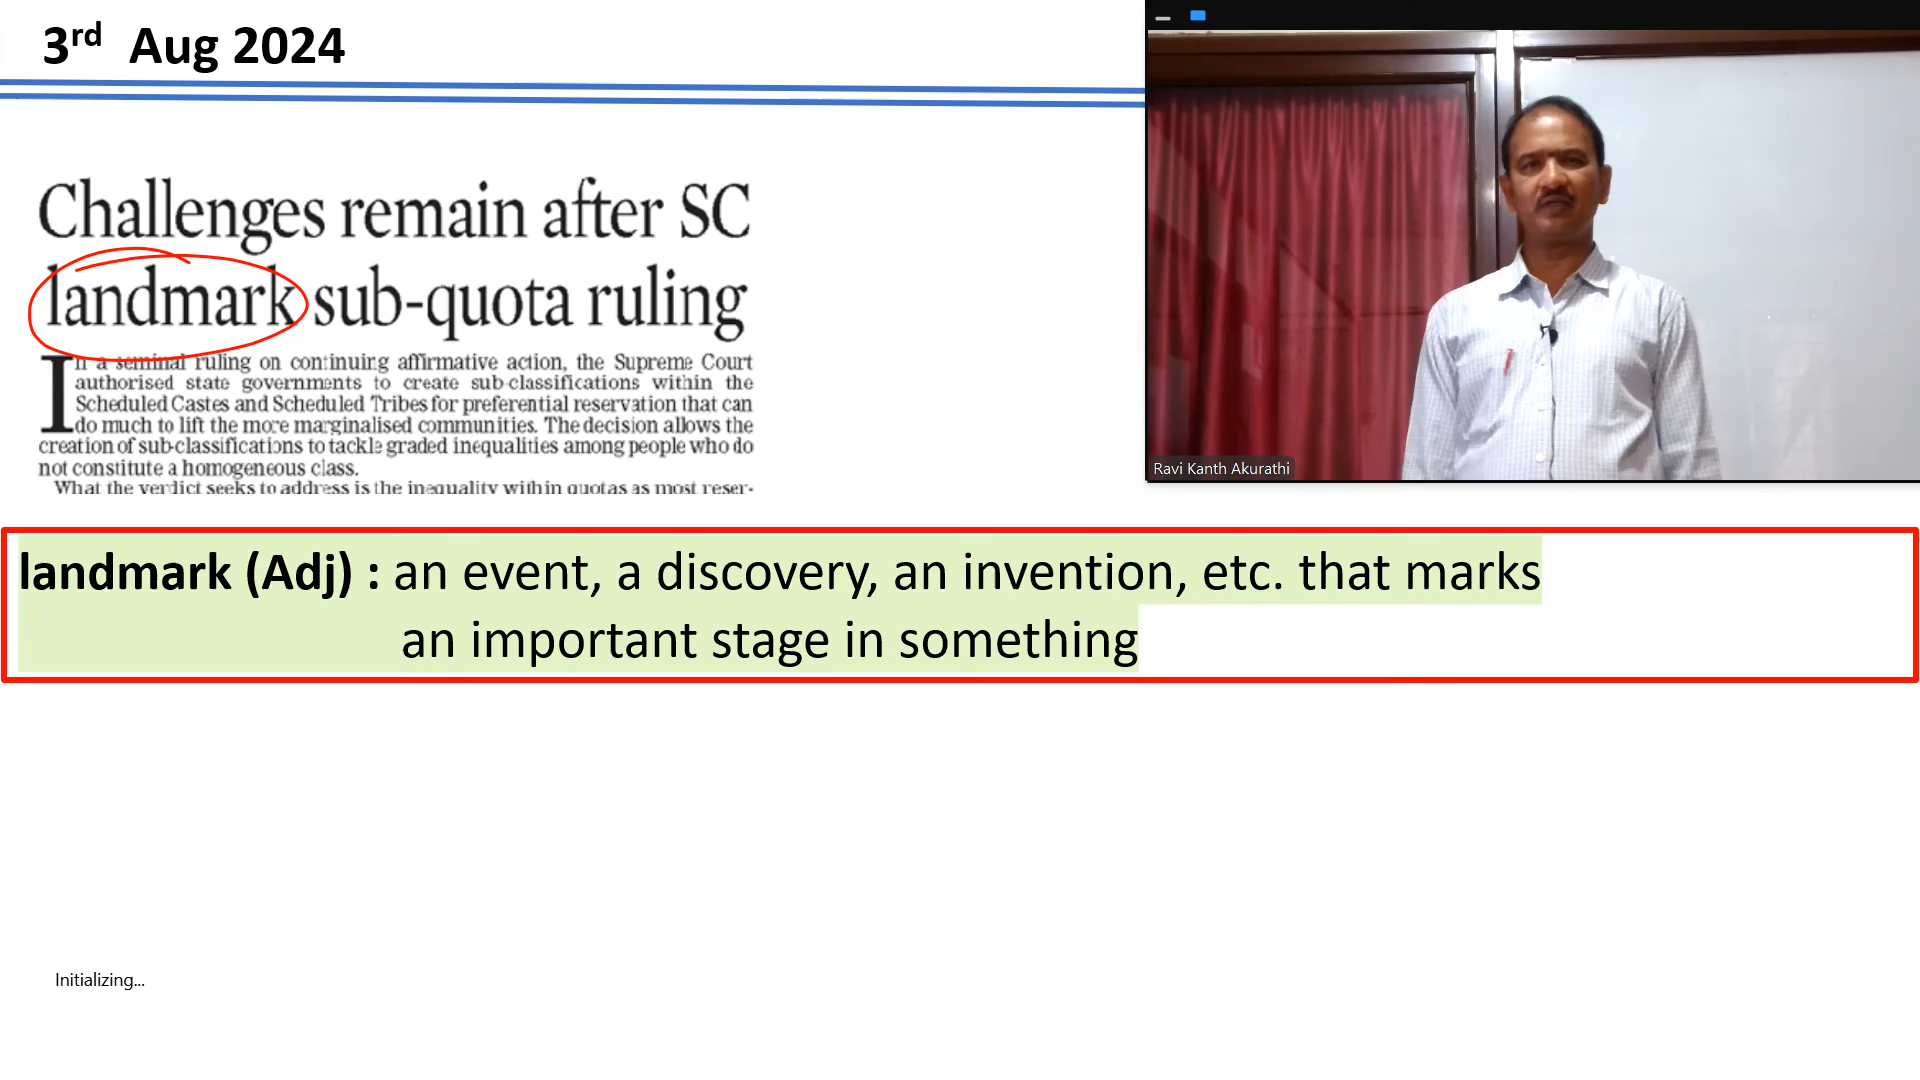 3rd Aug 2024
Challenges remain after SC
landmark sub-quota ruling
In a seminal ruling on continuing affirmative action, the Supreme Court
authorised state governments to create sub-classifications within the
Scheduled Castes and Scheduled Tribes for preferential reservation that can
do much to lift the more marginalised communities. The decision allows the
creation of sub-classifications to tackle graded inequalities among people who do
not constitute a homogeneous class.
What the verdict seeks to address is the inequality within quotas as most reser-
Ravi Kanth Akurathi
landmark (Adj) : an event, a discovery, an invention, etc. that marks
an important stage in something
Initializing...